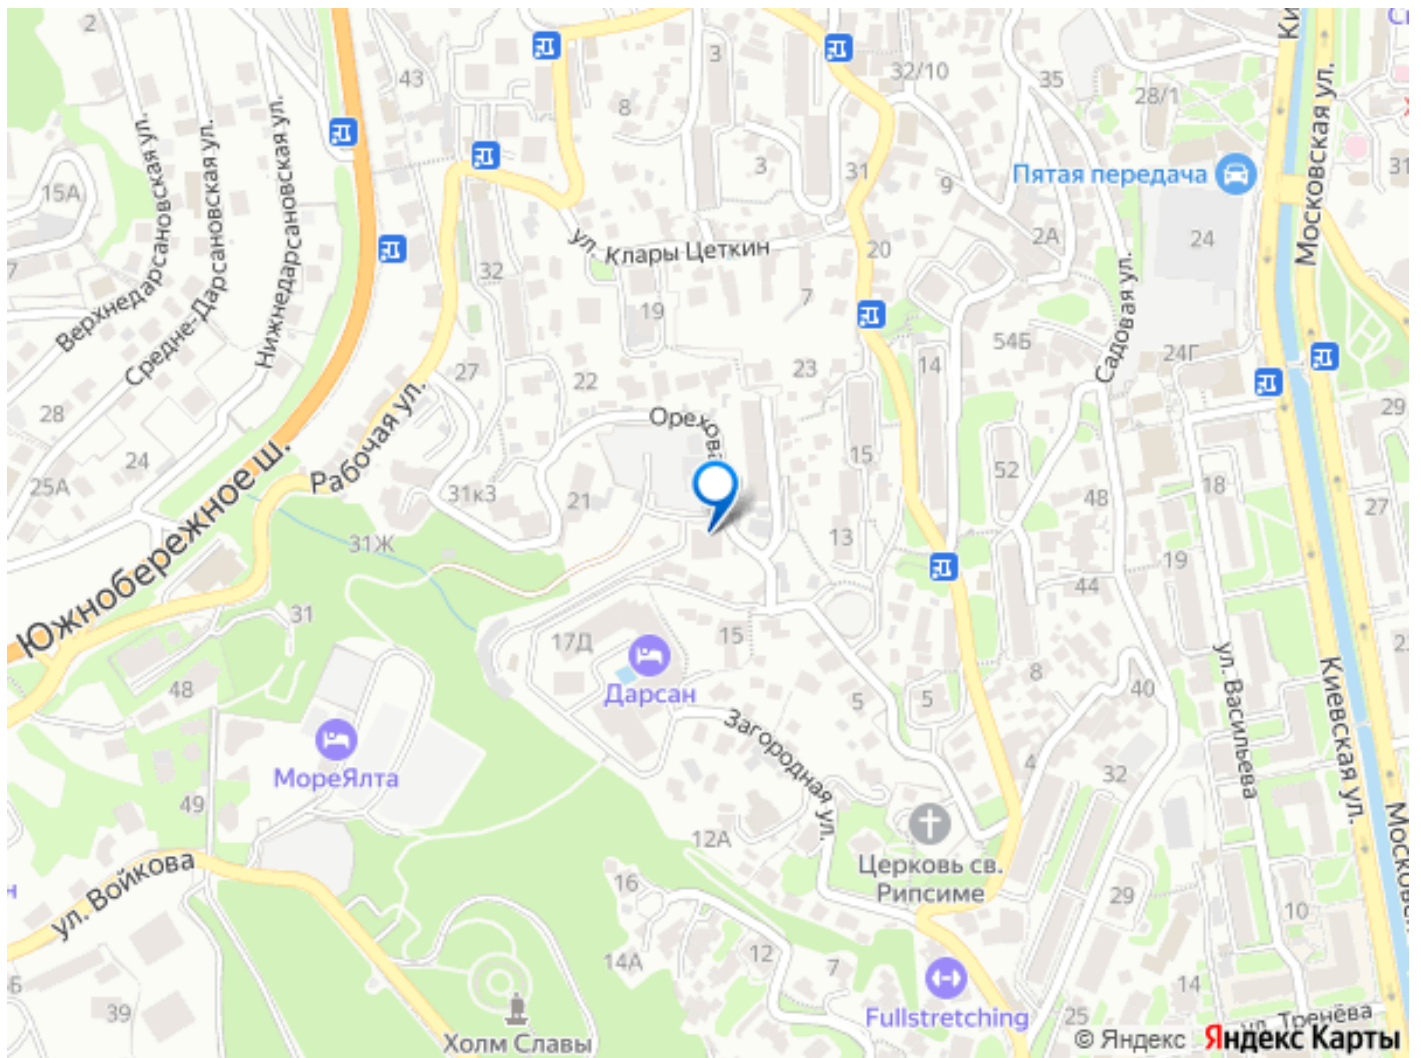 2
43
3
8
32/10
35
28/1
Московская ул.
15А
Верхнедарсановская ул.
Средне-Дарсановская ул.
Нижнедарсановская ул.
3
31
9
Пятая передача
31
7
32
ул. Клары Цеткин
20
2А
24
19
7
Садовая ул.
54Б
24Г
27
22
23
14
28
Рабочая ул.
Орехова
29
24
25А
Южнобережное ш.
31к3
21
15
52
48
18
27
31Ж
13
19
44
31
17Д
15
Дарсан
48
5
5
8
40
ул. Васильева
Киевская ул.
МореЯлта
Загородная ул.
4
32
49
12А
Церковь св.
Рипсиме
ул. Войкова
16
29
10
Московск
14А
12
7
14
39
Fullstretching
25
ул. Тренёва
Холм Славы
© Яндекс Яндекс Карты